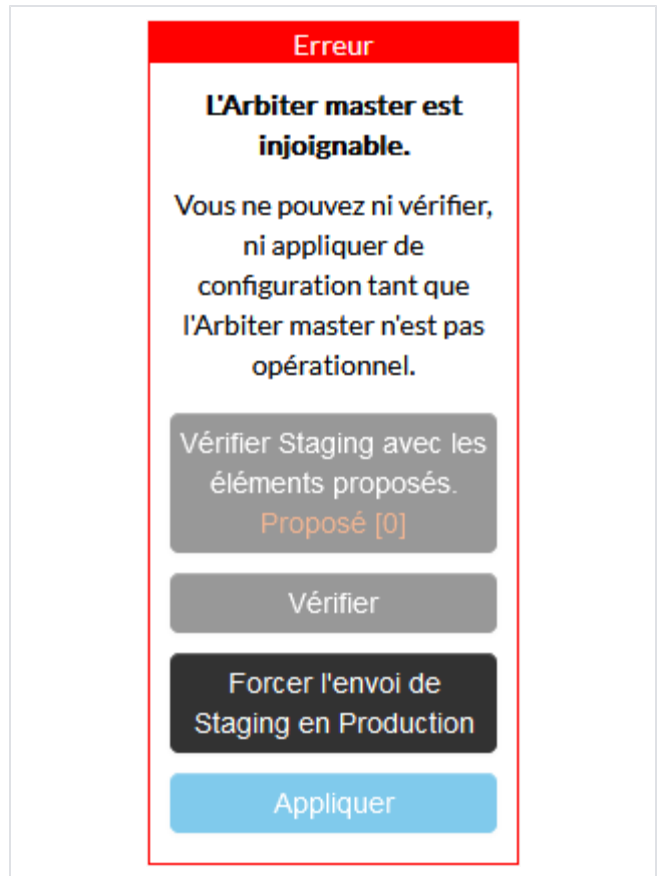 Erreur
L'Arbiter master est
injoignable.
Vous ne pouvez ni vérifier,
ni appliquer de
configuration tant que
l'Arbiter master n'est pas
opérationnel.
Vérifier Staging avec les
éléments proposés.
Proposé [0]
Vérifier
Forcer l'envoi de
Staging en Production
Appliquer